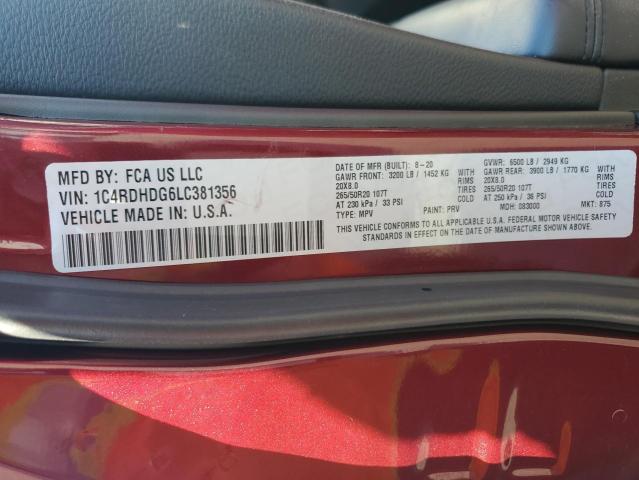 MFD BY: FCA US LLC
VIN: 1C4RDHDG6LC381356
VEHICLE MADE IN: U.S.A.
DATE OF MFR (BUILT): 8-20 GVWR: 6500 LB / 2949 KG
GAWR FRONT: 3200 LB / 1452 KG WITH GAWR REAR: 3900 LB / 1770 KG WITH
20X8.0 RIMS 20X8.0 RIMS
265/50R20 107T TIRES 265/50R20 107T TIRES
AT 230 kPa / 33 PSI COLD AT 250 kPa / 36 PSI COLD
TYPE: MPV PAINT: PRV MDH: 083000 MKT: 875
THIS VEHICLE CONFORMS TO ALL APPLICABLE U.S.A. FEDERAL MOTOR VEHICLE SAFETY
STANDARDS IN EFFECT ON THE DATE OF MANUFACTURE SHOWN ABOVE.